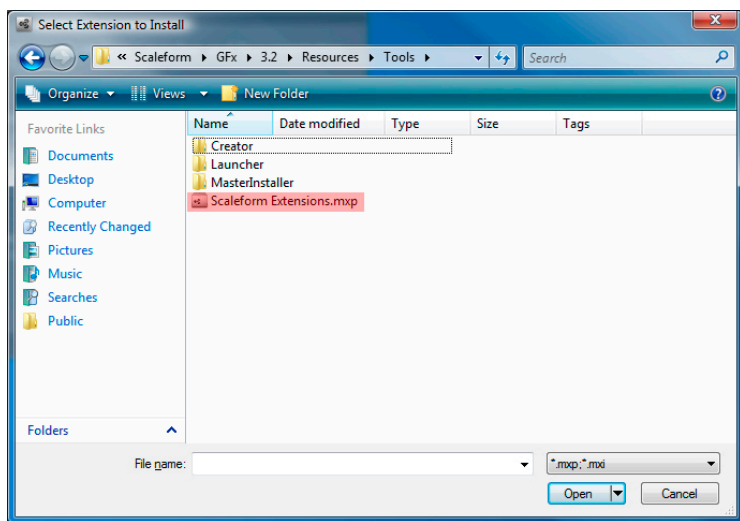 Select Extension to Install
« Scaleform ▸ GFx ▸ 3.2 ▸ Resources ▸ Tools ▸
Search
Organize
Views
New Folder
Favorite Links
Documents
Desktop
Computer
Recently Changed
Pictures
Music
Searches
Public
Folders
Name Date modified Type Size Tags
Creator
Launcher
MasterInstaller
Scaleform Extensions.mxp
File name:
*.mxp;*.mxi
Open
Cancel